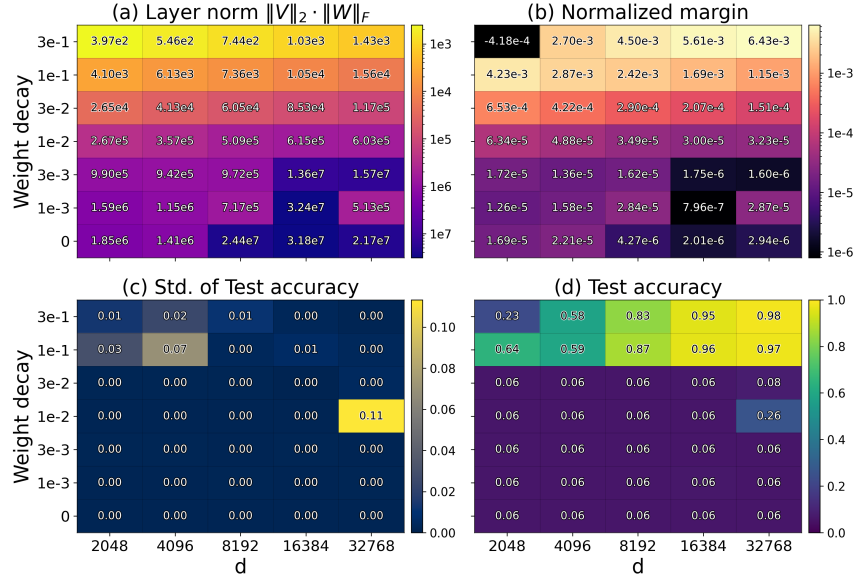 (a) Layer norm ‖V‖₂ · ‖W‖F
(b) Normalized margin
Weight decay
3e-1 3.97e2 5.46e2 7.44e2 1.03e3 1.43e3 -4.18e-4 2.70e-3 4.50e-3 5.61e-3 6.43e-3
1e-1 4.10e3 6.13e3 7.36e3 1.05e4 1.56e4 4.23e-3 2.87e-3 2.42e-3 1.69e-3 1.15e-3
3e-2 2.65e4 4.13e4 6.05e4 8.53e4 1.17e5 6.53e-4 4.22e-4 2.90e-4 2.07e-4 1.51e-4
1e-2 2.67e5 3.57e5 5.09e5 6.15e5 6.03e5 6.34e-5 4.88e-5 3.49e-5 3.00e-5 3.23e-5
3e-3 9.90e5 9.42e5 9.72e5 1.36e7 1.57e7 1.72e-5 1.36e-5 1.62e-5 1.75e-6 1.60e-6
1e-3 1.59e6 1.15e6 7.17e5 3.24e7 5.13e5 1.26e-5 1.58e-5 2.84e-5 7.96e-7 2.87e-5
0 1.85e6 1.41e6 2.44e7 3.18e7 2.17e7 1.69e-5 2.21e-5 4.27e-6 2.01e-6 2.94e-6
1e3
1e4
1e5
1e6
1e7
1e-3
1e-4
1e-5
1e-6
(c) Std. of Test accuracy
(d) Test accuracy
Weight decay
3e-1 0.01 0.02 0.01 0.00 0.00 0.23 0.58 0.83 0.95 0.98
1e-1 0.03 0.07 0.00 0.01 0.00 0.64 0.59 0.87 0.96 0.97
3e-2 0.00 0.00 0.00 0.00 0.00 0.06 0.06 0.06 0.06 0.08
1e-2 0.00 0.00 0.00 0.00 0.11 0.06 0.06 0.06 0.06 0.26
3e-3 0.00 0.00 0.00 0.00 0.00 0.06 0.06 0.06 0.06 0.06
1e-3 0.00 0.00 0.00 0.00 0.00 0.06 0.06 0.06 0.06 0.06
0 0.00 0.00 0.00 0.00 0.00 0.06 0.06 0.06 0.06 0.06
0.10
0.08
0.06
0.04
0.02
0.00
1.0
0.8
0.6
0.4
0.2
0.0
2048 4096 8192 16384 32768
d
2048 4096 8192 16384 32768
d